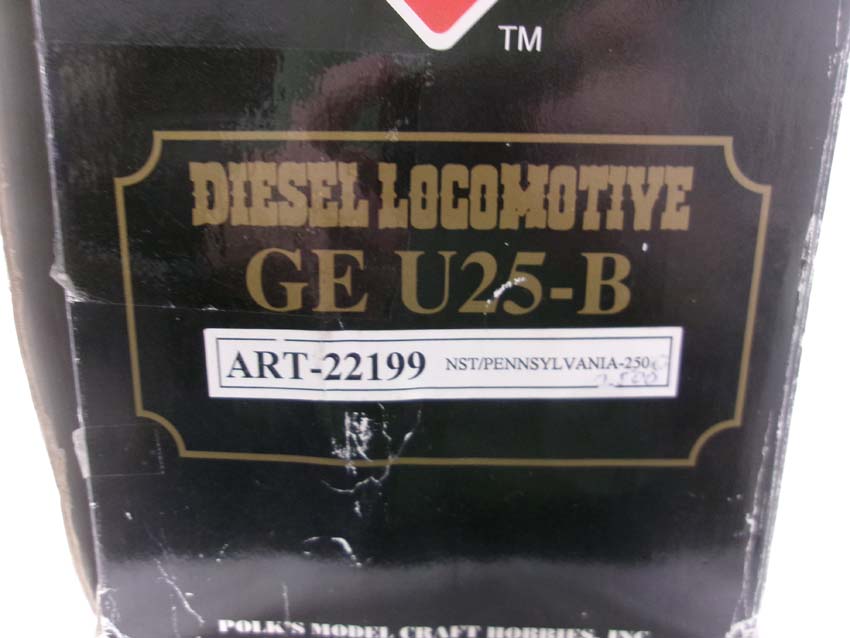 TM
DIESEL LOCOMOTIVE
GE U25-B
ART-22199 NST/PENNSYLVANIA-250
POLK'S MODEL CRAFT HOBBIES, INC